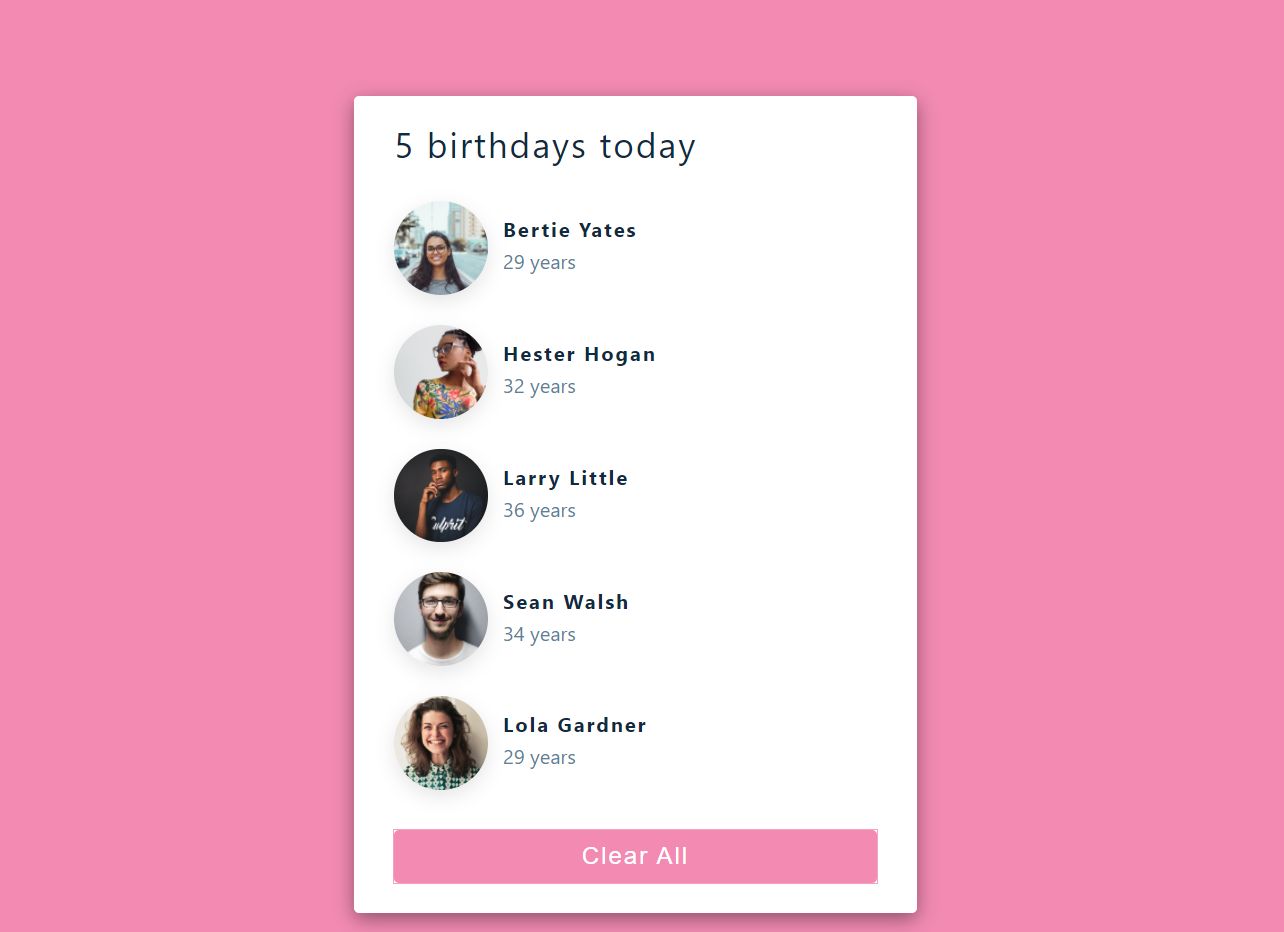 5 birthdays today
Bertie Yates
29 years
Hester Hogan
32 years
Larry Little
36 years
Sean Walsh
34 years
Lola Gardner
29 years
Clear All